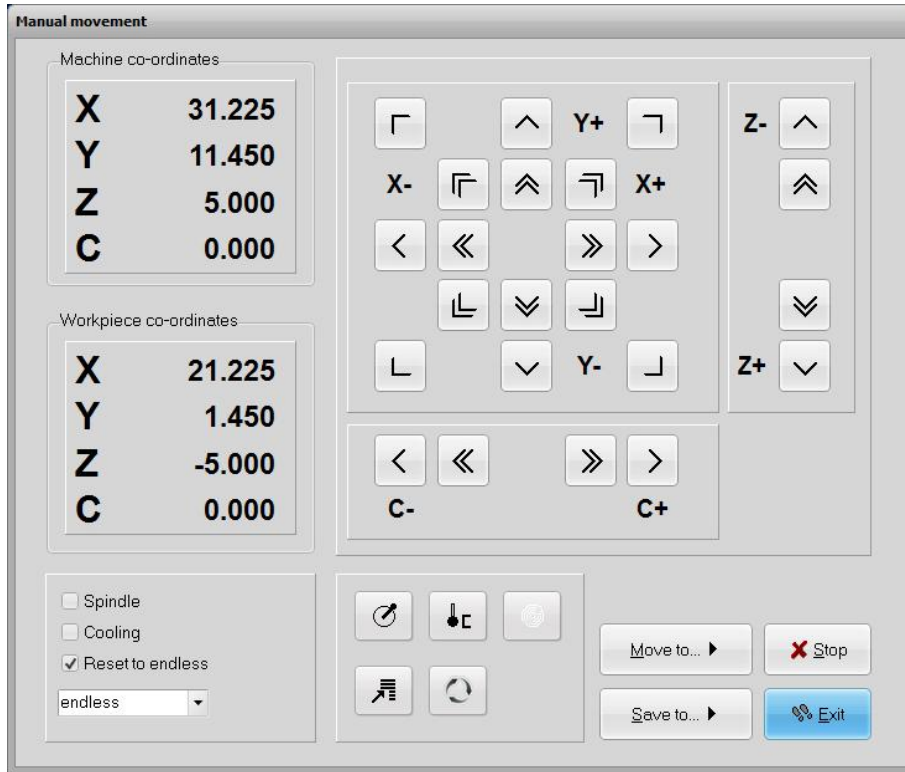 Manual movement
Machine co-ordinates
X 31.225
Y 11.450
Z 5.000
C 0.000
Workpiece co-ordinates
X 21.225
Y 1.450
Z -5.000
C 0.000
Y+
X- X+
Y-
Z-
Z+
C- C+
Spindle
Cooling
Reset to endless
endless
C
Move to...
Stop
Save to...
Exit